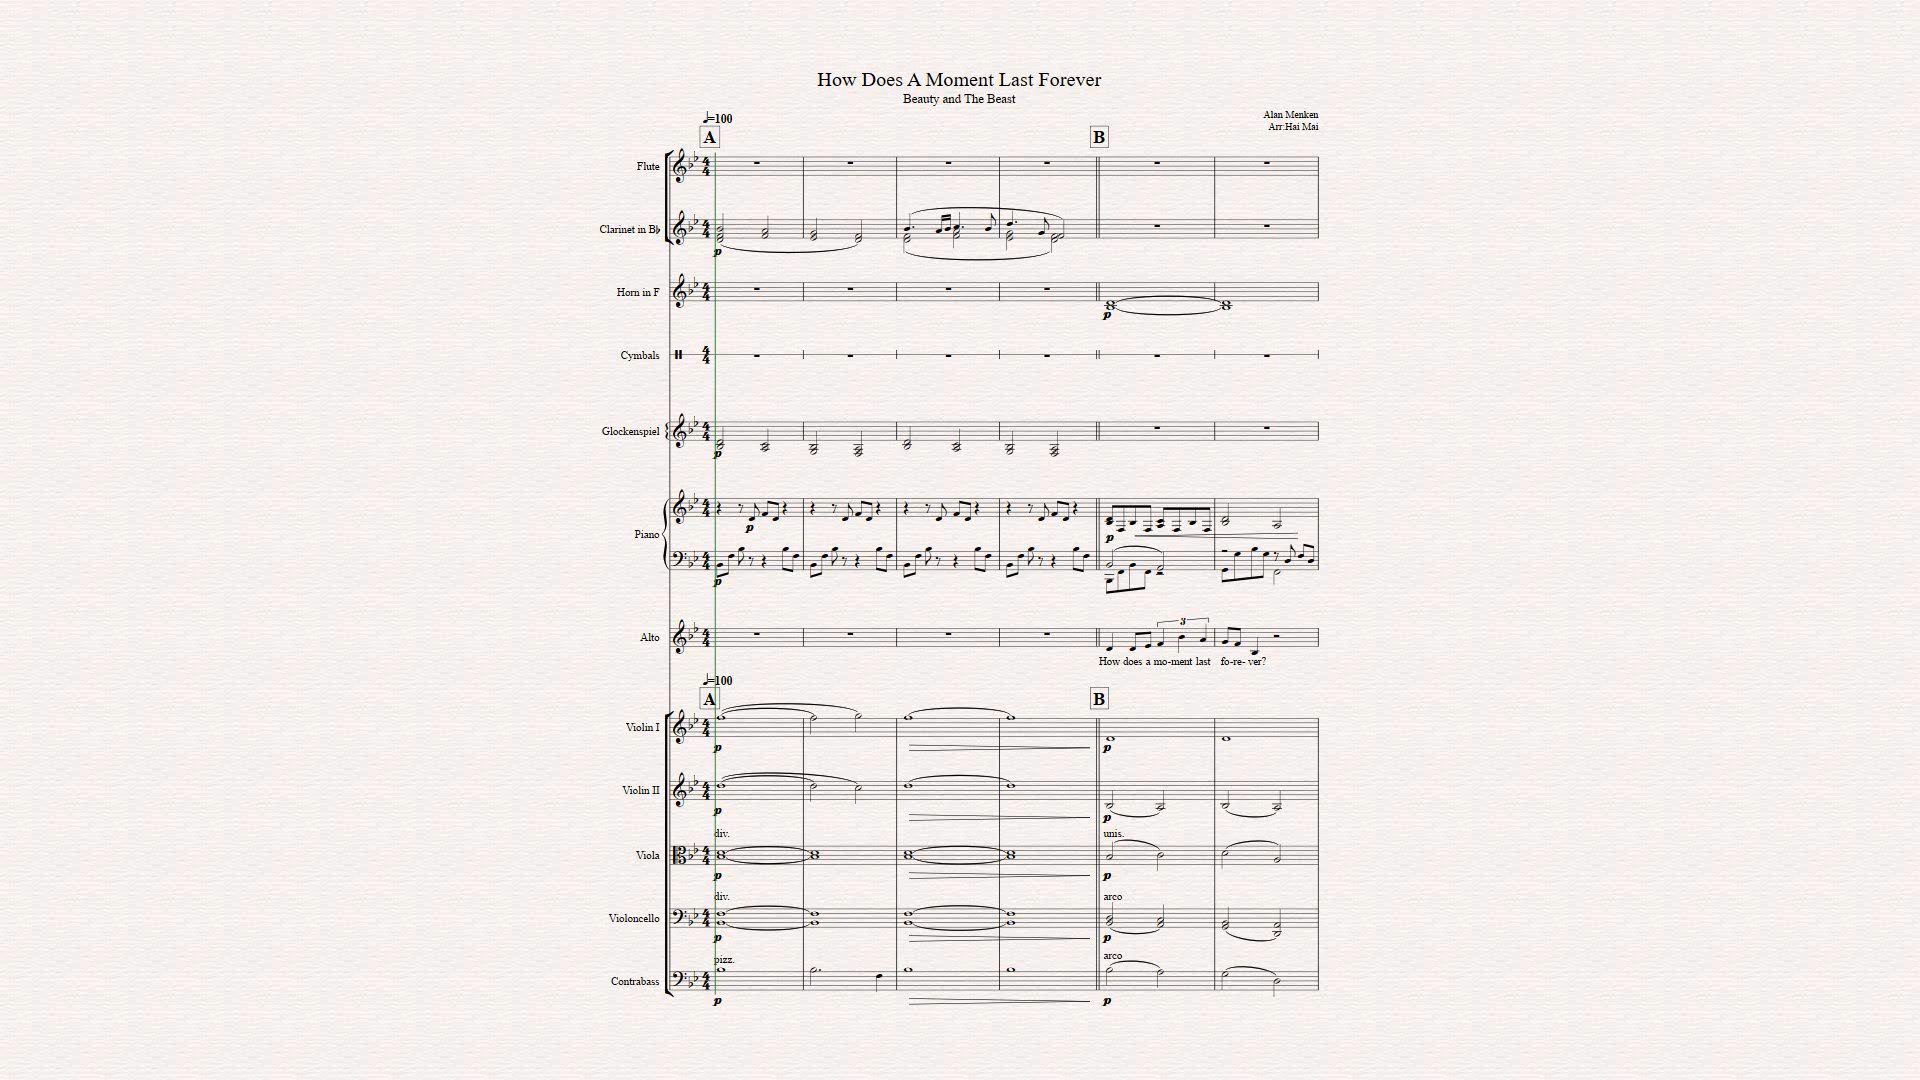 How Does A Moment Last Forever
Beauty and The Beast
Alan Menken
Arr:Hai Mai
♩=100
A
B
Flute
Clarinet in B♭
p
Horn in F
p
Cymbals
Glockenspiel
p
Piano
p
p
p
Alto
3
How does a mo-ment last fo-re- ver?
♩=100
A
B
Violin I
p
p
Violin II
p
p
div.
unis.
Viola
p
p
div.
arco
Violoncello
p
p
pizz.
arco
Contrabass
p
p